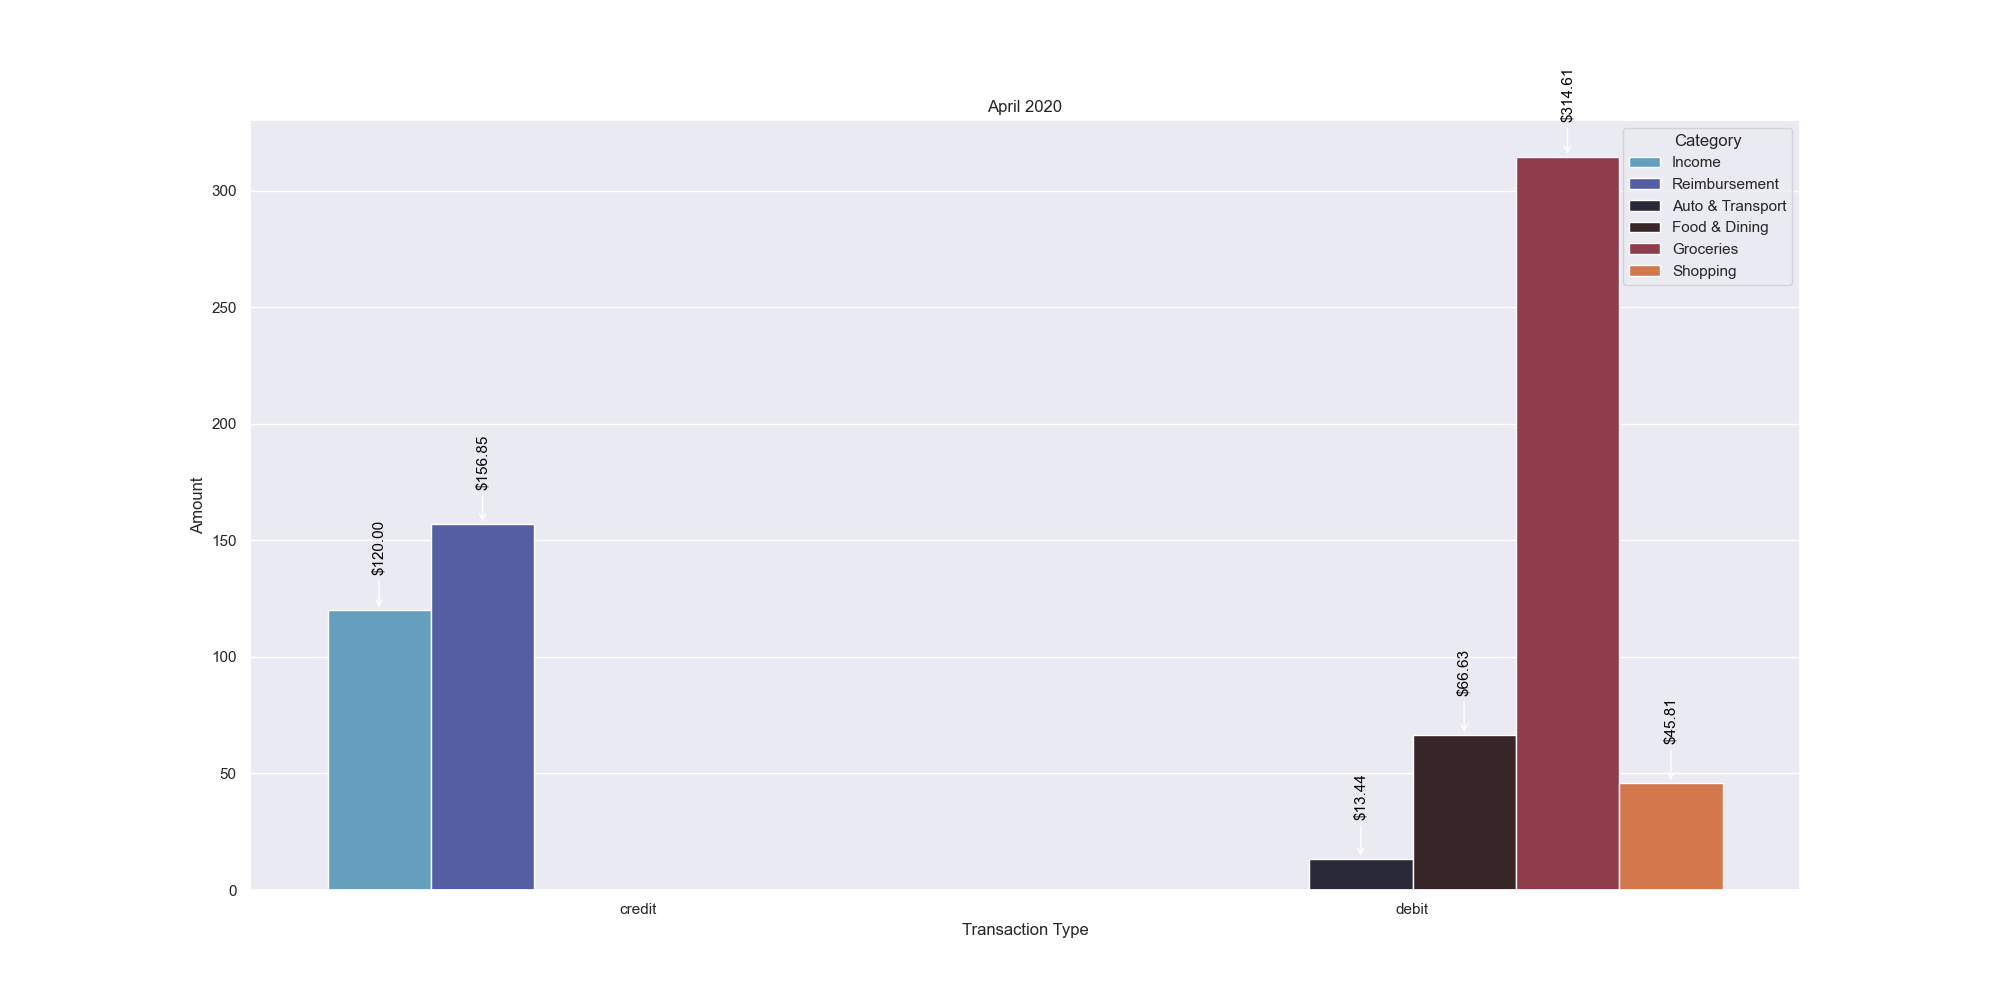 April 2020
$314.61
Category
Income
Reimbursement
Auto & Transport
Food & Dining
Groceries
Shopping
300
250
200
150
100
50
0
Amount
$120.00
$156.85
$13.44
$66.63
$45.81
credit
debit
Transaction Type